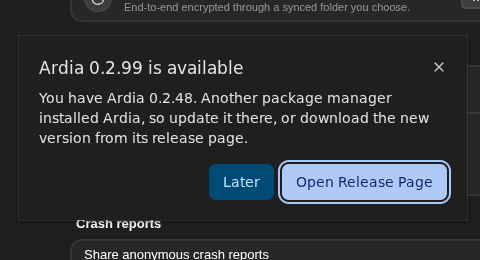 End-to-end encrypted through a synced folder you choose.
Ardia 0.2.99 is available
You have Ardia 0.2.48. Another package manager
installed Ardia, so update it there, or download the new
version from its release page.
Later
Open Release Page
Crash reports
Share anonymous crash reports